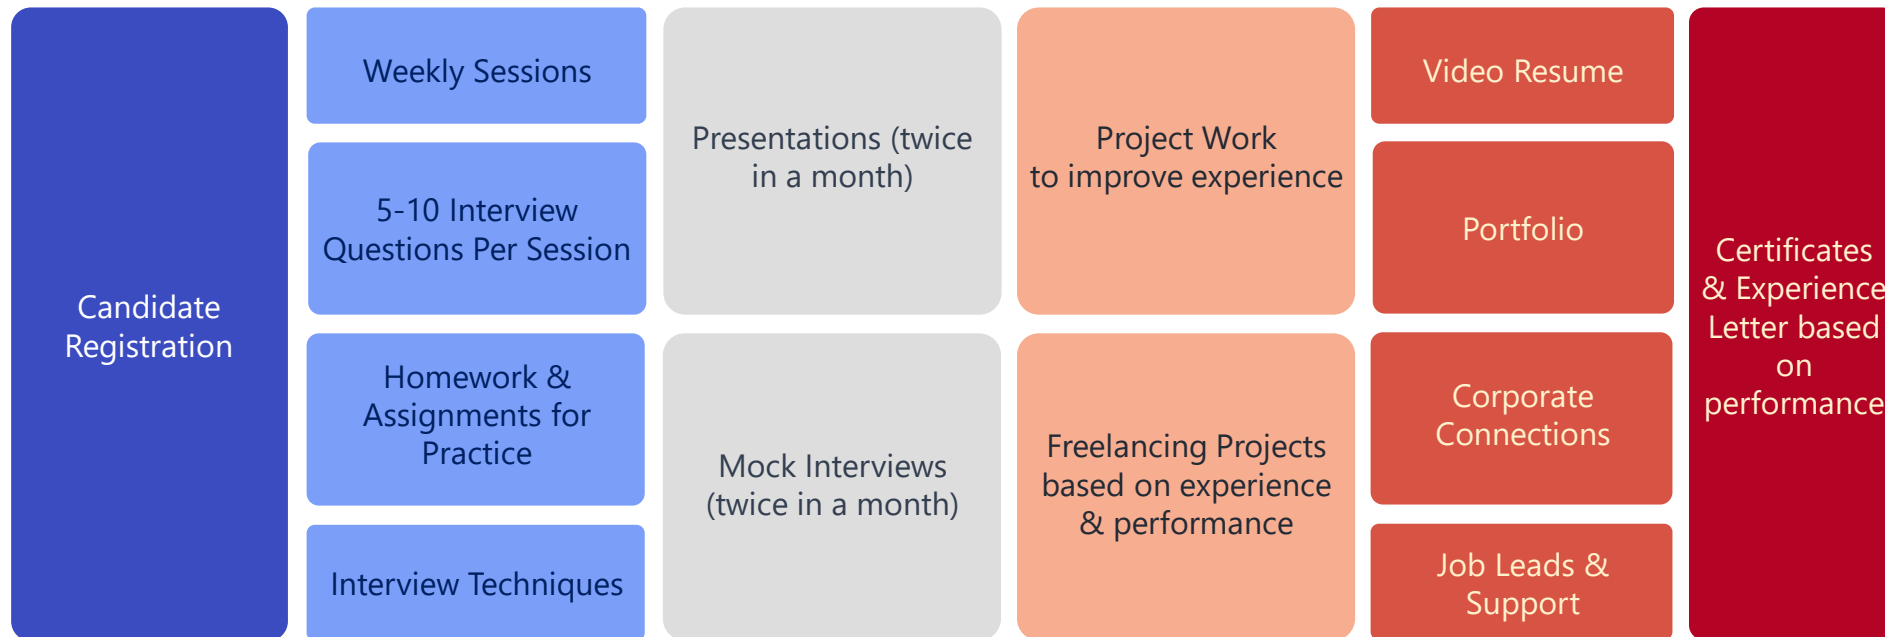 Candidate
Registration
Weekly Sessions
5-10 Interview
Questions Per Session
Homework &
Assignments for
Practice
Interview Techniques
Presentations (twice
in a month)
Mock Interviews
(twice in a month)
Project Work
to improve experience
Freelancing Projects
based on experience
& performance
Video Resume
Portfolio
Corporate
Connections
Job Leads &
Support
Certificates
& Experience
Letter based
on
performance